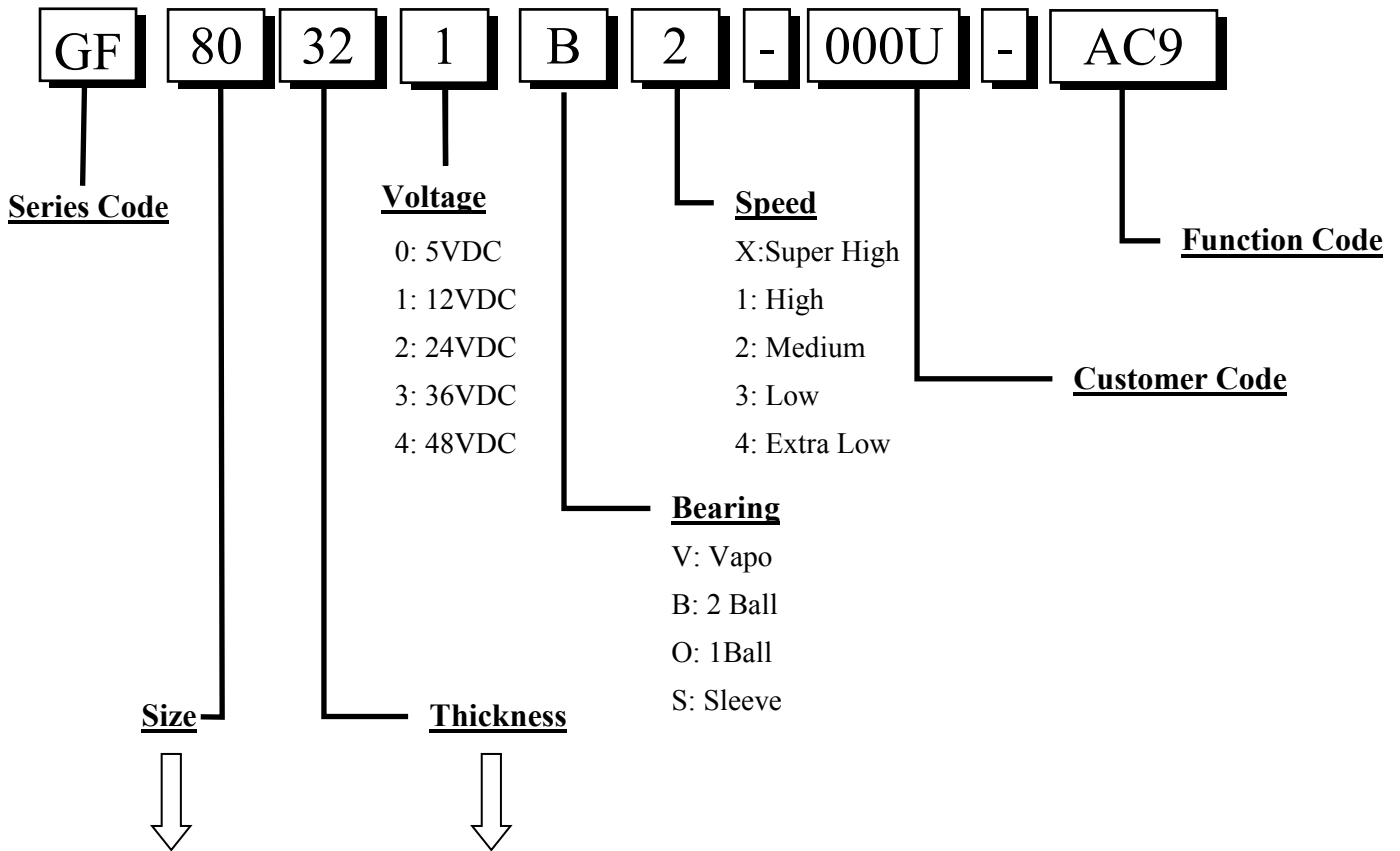 GF 80 32 1 B 2 - 000U - AC9
Series Code
Voltage
0: 5VDC
1: 12VDC
2: 24VDC
3: 36VDC
4: 48VDC
Speed
X:Super High
1: High
2: Medium
3: Low
4: Extra Low
Function Code
Customer Code
Bearing
V: Vapo
B: 2 Ball
O: 1Ball
S: Sleeve
Size
Thickness